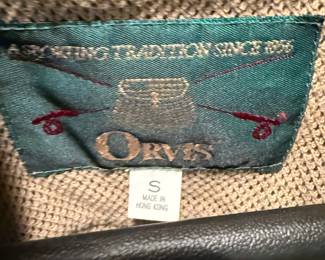 A SPORTING TRADITION SINCE 1856
ORVIS
S
MADE IN
HONG KONG